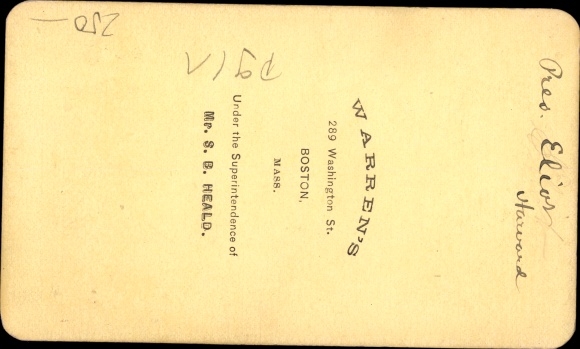 Pres. Eliot
Harvard
WARREN'S
289 Washington St.
BOSTON,
MASS.
Under the Superintendence of
Mr. S. B. HEALD.
250-